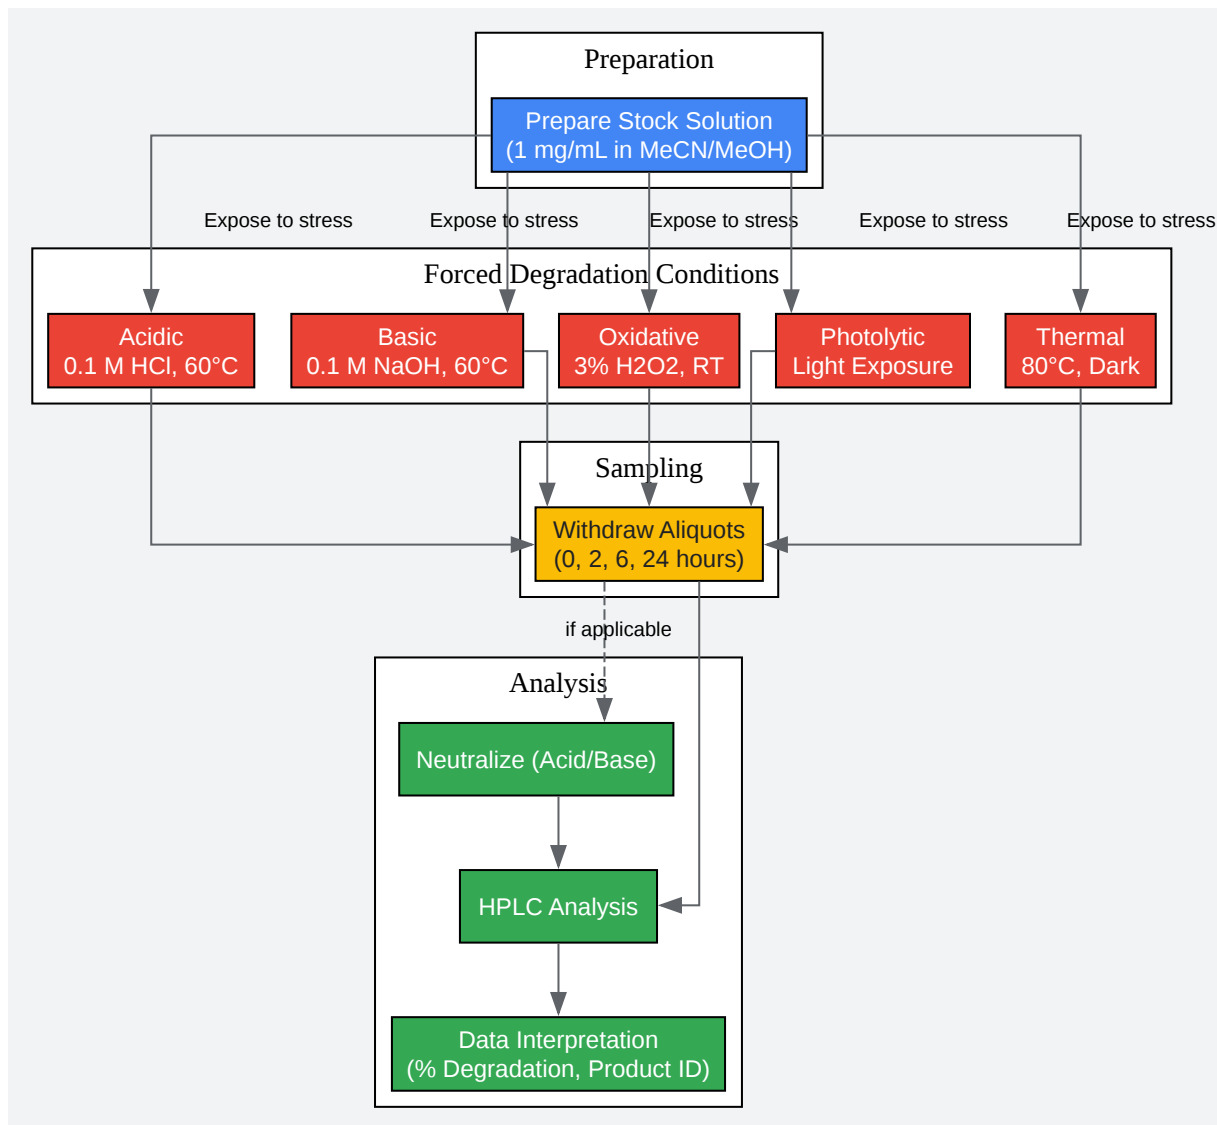 Preparation
Prepare Stock Solution
(1 mg/mL in MeCN/MeOH)
Expose to stress
Expose to stress
Expose to stress
Expose to stress
Expose to stress
Forced Degradation Conditions
Acidic
0.1 M HCl, 60°C
Basic
0.1 M NaOH, 60°C
Oxidative
3% H2O2, RT
Photolytic
Light Exposure
Thermal
80°C, Dark
Sampling
Withdraw Aliquots
(0, 2, 6, 24 hours)
if applicable
Analysis
Neutralize (Acid/Base)
HPLC Analysis
Data Interpretation
(% Degradation, Product ID)